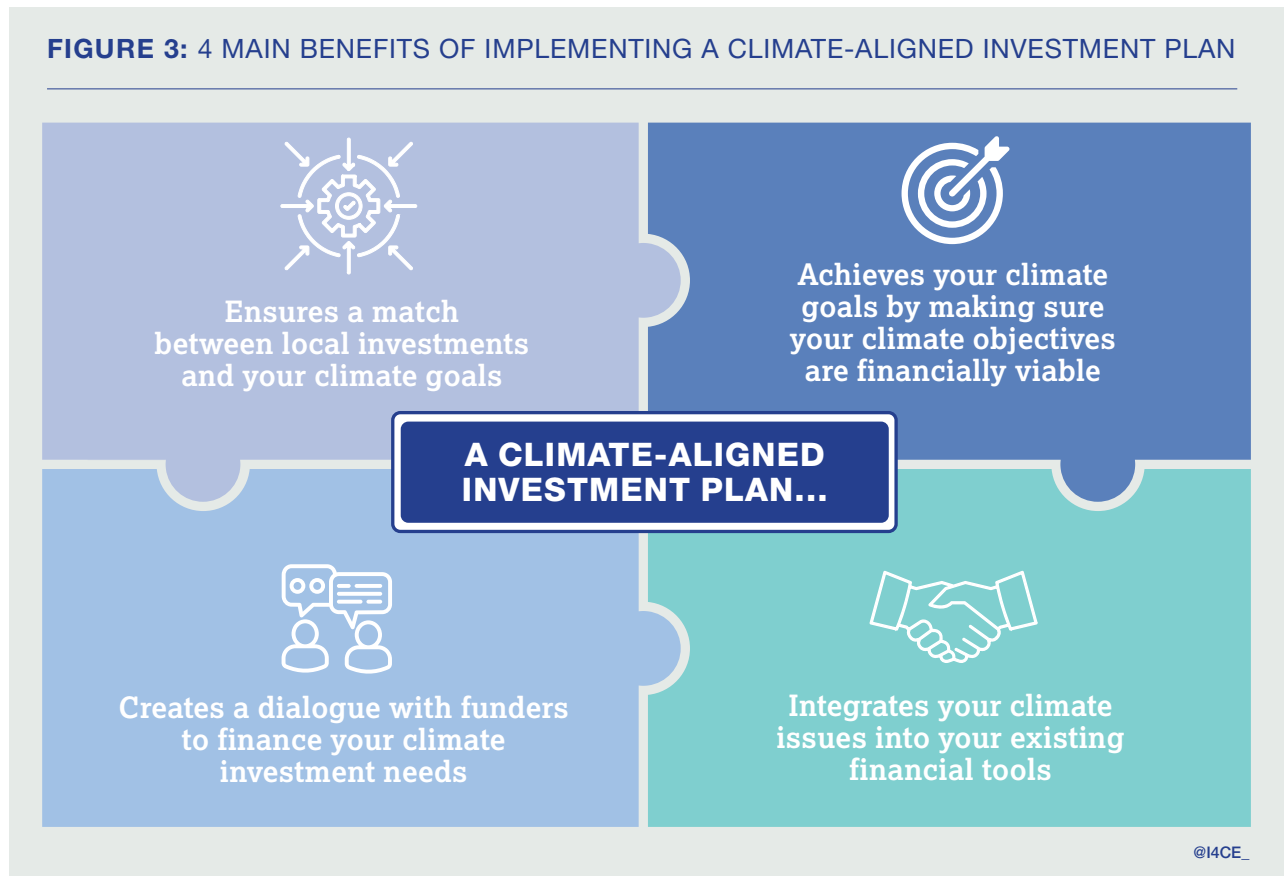 FIGURE 3: 4 MAIN BENEFITS OF IMPLEMENTING A CLIMATE-ALIGNED INVESTMENT PLAN
Ensures a match
between local investments
and your climate goals
Achieves your climate
goals by making sure
your climate objectives
are financially viable
A CLIMATE-ALIGNED
INVESTMENT PLAN...
Creates a dialogue with funders
to finance your climate
investment needs
Integrates your climate
issues into your existing
financial tools
@I4CE_